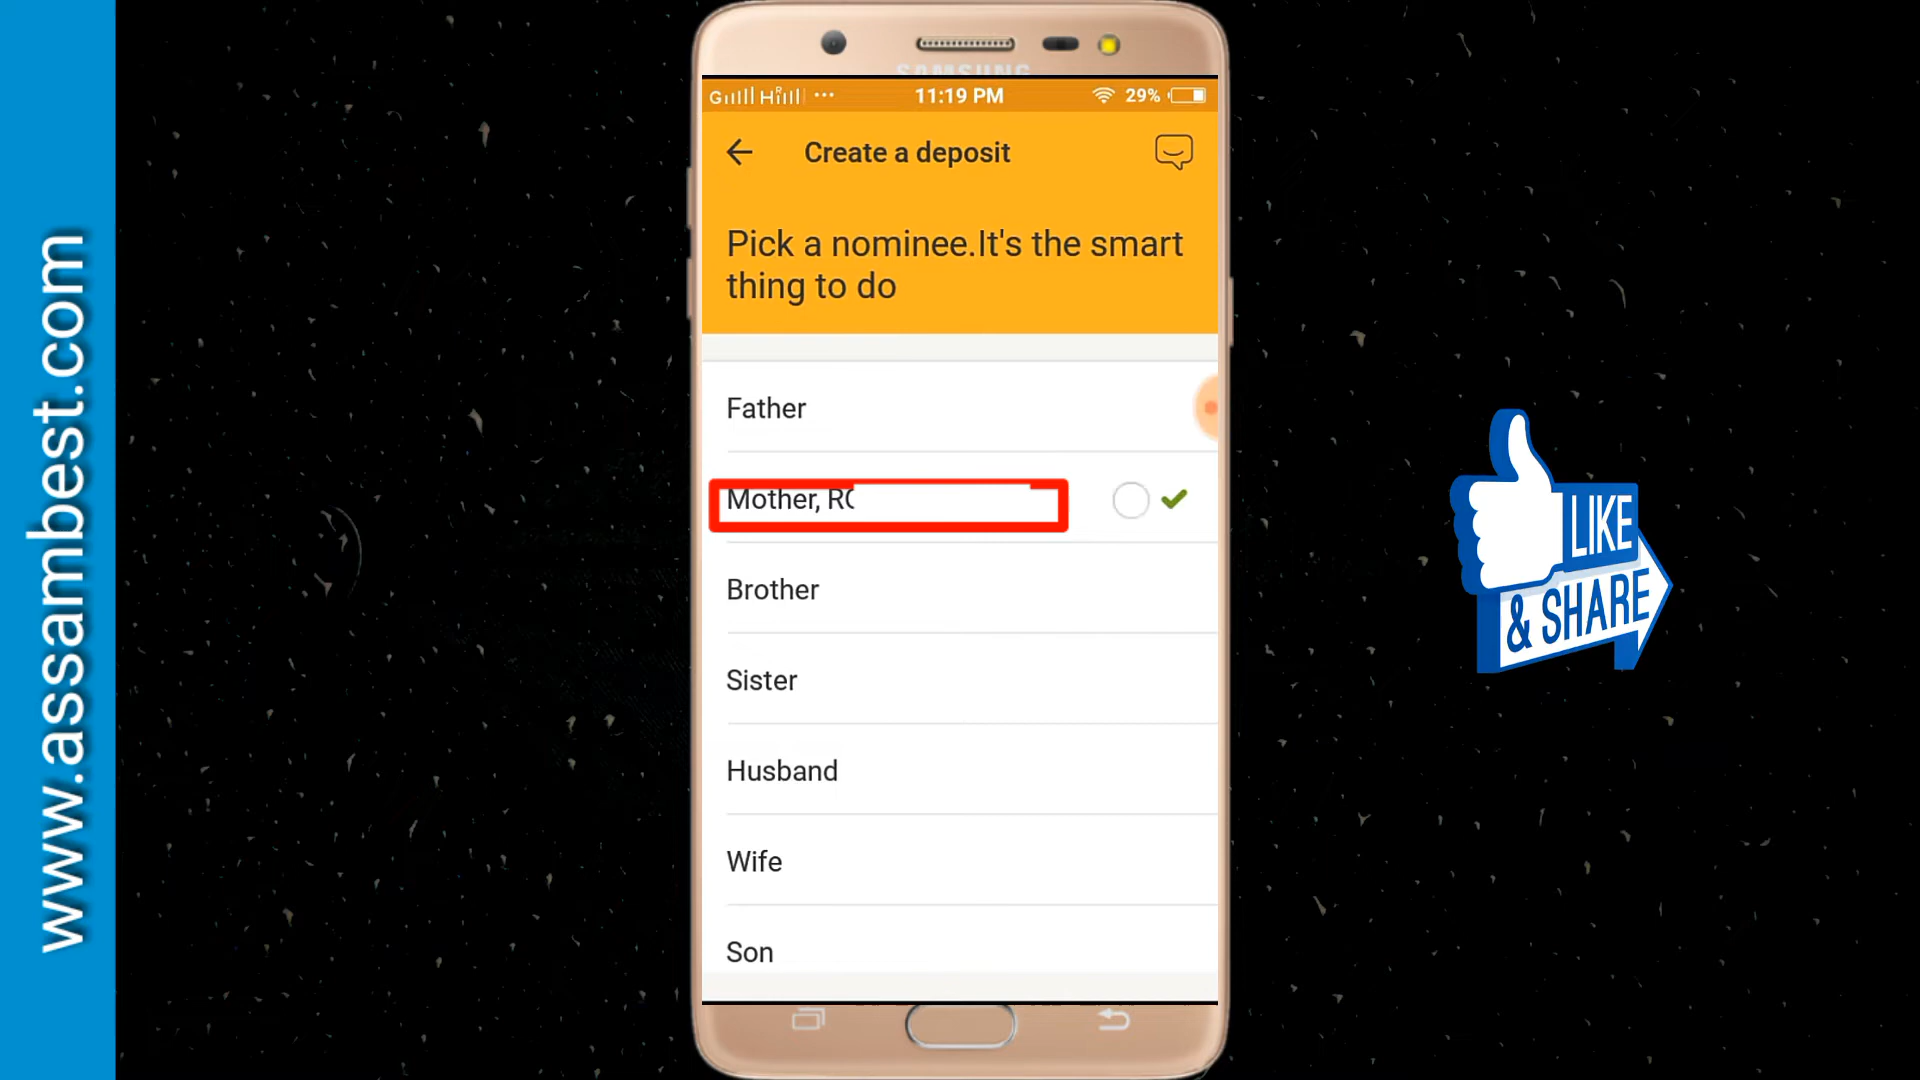 www.assambest.com
SAMSUNG
11:19 PM
29%
Create a deposit
Pick a nominee.It's the smart
thing to do
Father
Mother,
Brother
Sister
Husband
Wife
Son
LIKE
& SHARE